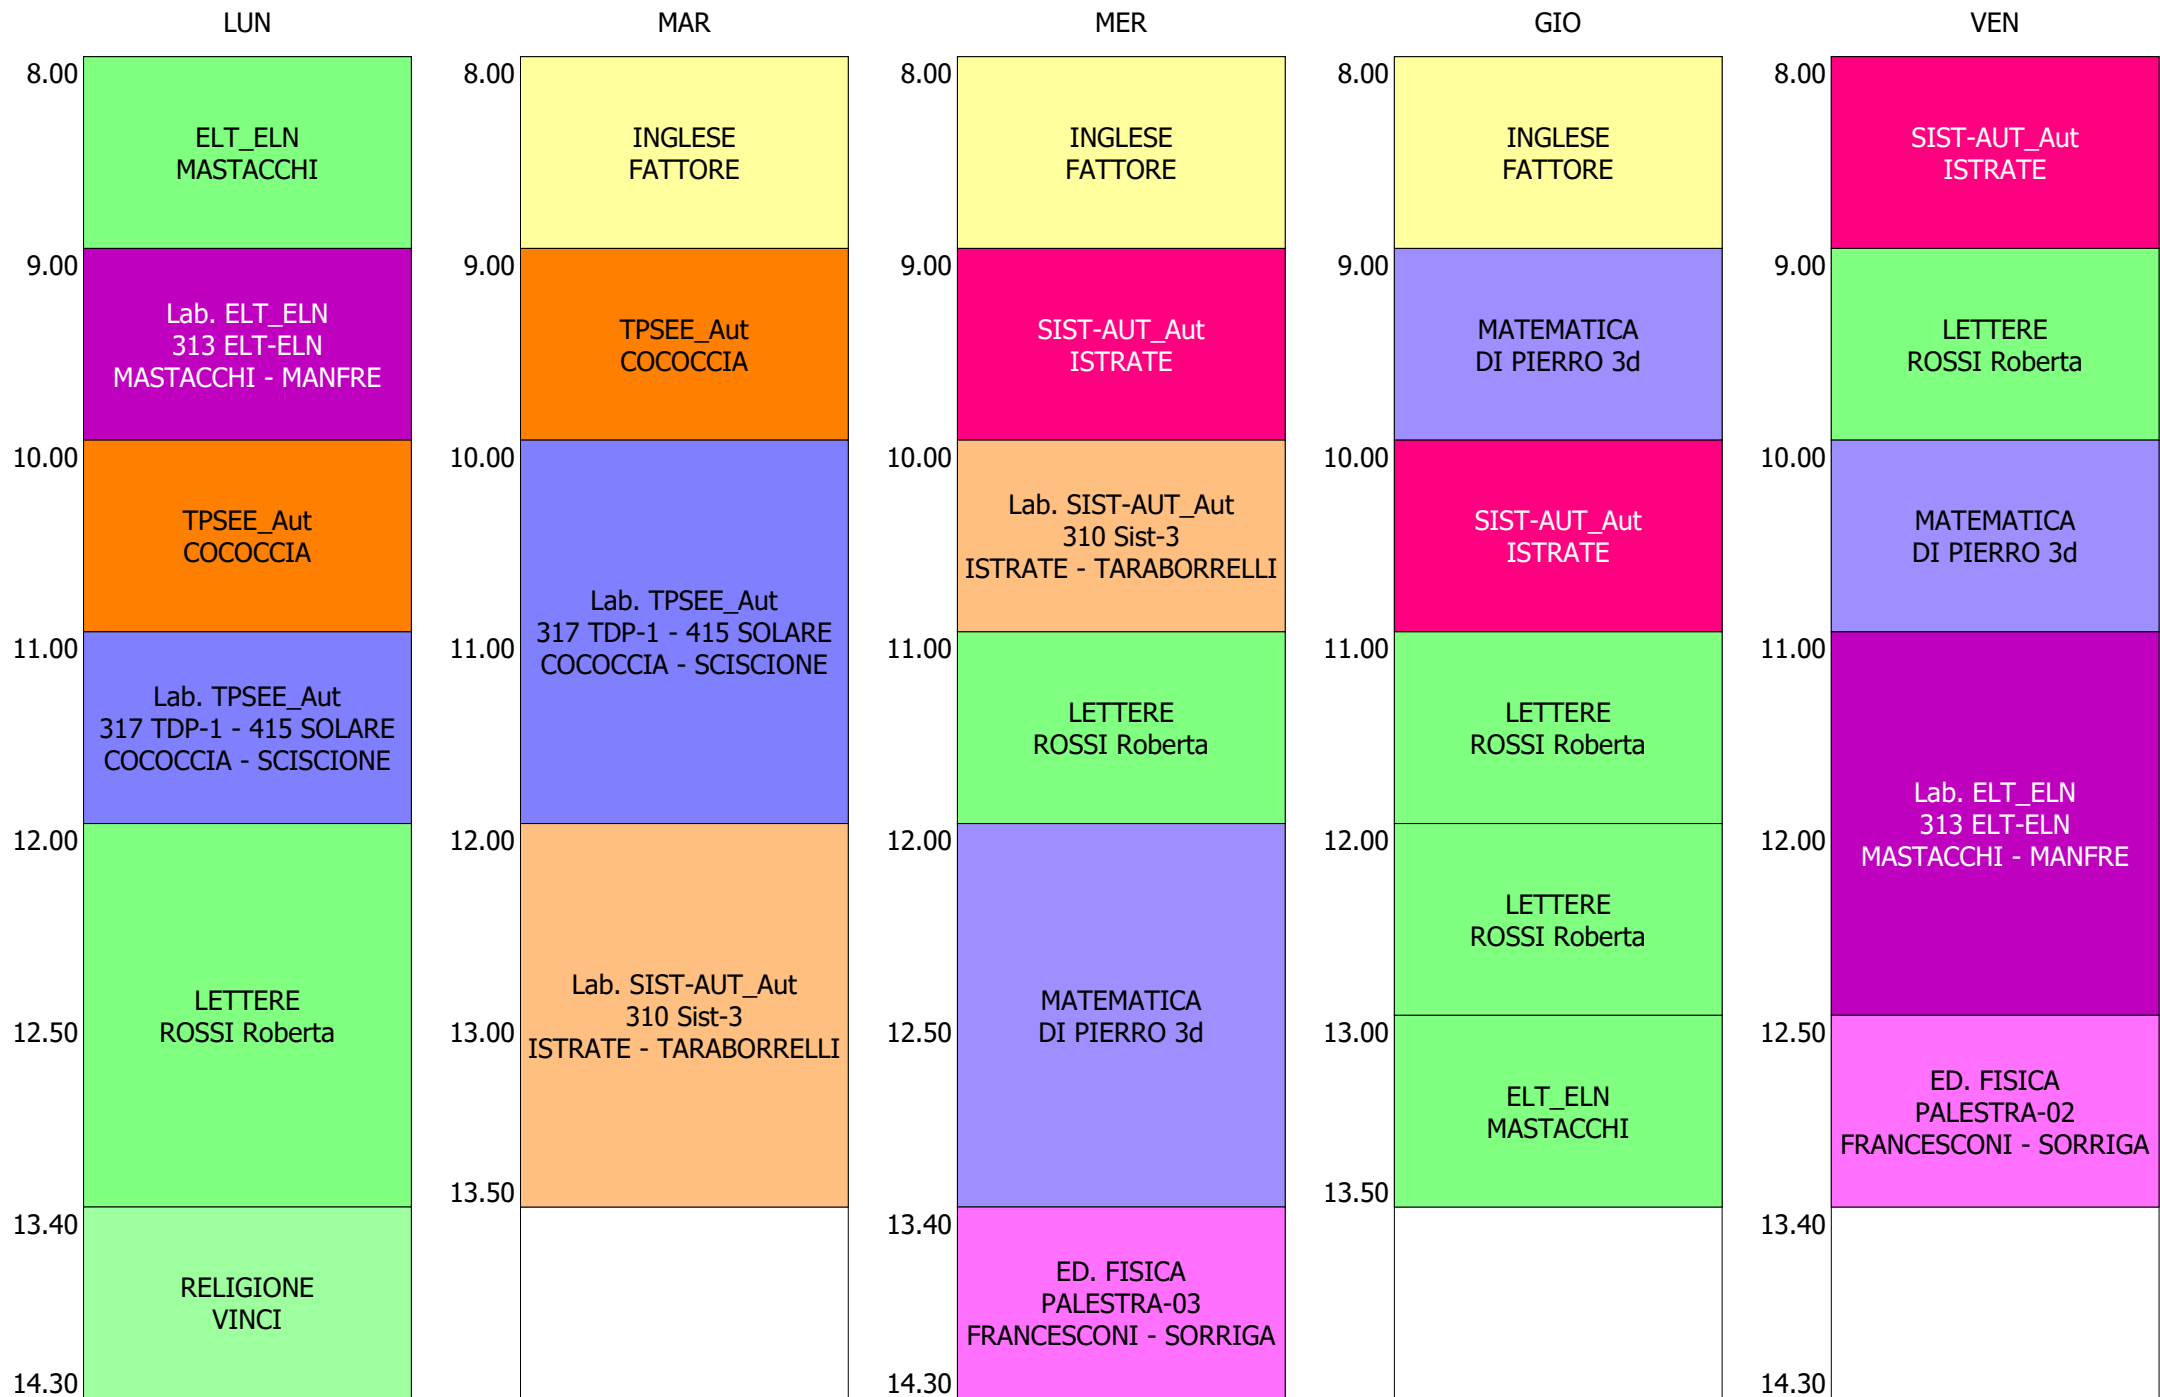 LUN
8.00
ELT_ELN
MASTACCHI
9.00
Lab. ELT_ELN
313 ELT-ELN
MASTACCHI - MANFRE
10.00
TPSEE_Aut
COCOCCIA
11.00
Lab. TPSEE_Aut
317 TDP-1 - 415 SOLARE
COCOCCIA - SCISCIONE
12.00
LETTERE
ROSSI Roberta
12.50
13.40
RELIGIONE
VINCI
14.30
MAR
8.00
INGLESE
FATTORE
9.00
TPSEE_Aut
COCOCCIA
10.00
Lab. TPSEE_Aut
317 TDP-1 - 415 SOLARE
COCOCCIA - SCISCIONE
11.00
12.00
Lab. SIST-AUT_Aut
310 Sist-3
ISTRATE - TARABORRELLI
13.00
13.50
MER
8.00
INGLESE
FATTORE
9.00
SIST-AUT_Aut
ISTRATE
10.00
Lab. SIST-AUT_Aut
310 Sist-3
ISTRATE - TARABORRELLI
11.00
LETTERE
ROSSI Roberta
12.00
MATEMATICA
DI PIERRO 3d
12.50
13.40
ED. FISICA
PALESTRA-03
FRANCESCONI - SORRIGA
14.30
GIO
8.00
INGLESE
FATTORE
9.00
MATEMATICA
DI PIERRO 3d
10.00
SIST-AUT_Aut
ISTRATE
11.00
LETTERE
ROSSI Roberta
12.00
LETTERE
ROSSI Roberta
13.00
ELT_ELN
MASTACCHI
13.50
VEN
8.00
SIST-AUT_Aut
ISTRATE
9.00
LETTERE
ROSSI Roberta
10.00
MATEMATICA
DI PIERRO 3d
11.00
Lab. ELT_ELN
313 ELT-ELN
MASTACCHI - MANFRE
12.00
12.50
ED. FISICA
PALESTRA-02
FRANCESCONI - SORRIGA
13.40
14.30